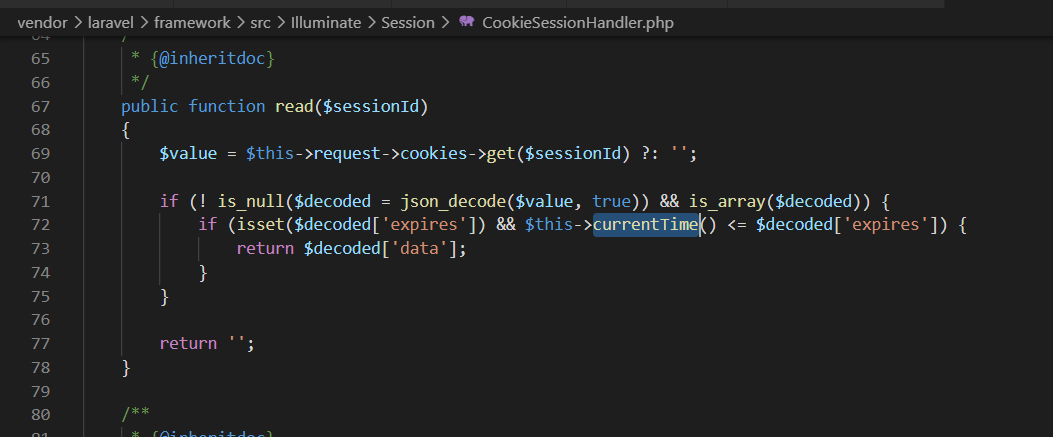 vendor > laravel > framework > src > Illuminate > Session > CookieSessionHandler.php
64 /
65 * {@inheritdoc}
66 */
67 public function read($sessionId)
68 {
69 $value = $this->request->cookies->get($sessionId) ?: '';
70
71 if (! is_null($decoded = json_decode($value, true)) && is_array($decoded)) {
72 if (isset($decoded['expires']) && $this->currentTime() <= $decoded['expires']) {
73 return $decoded['data'];
74 }
75 }
76
77 return '';
78 }
79
80 /**
81 * {@inheritdoc}